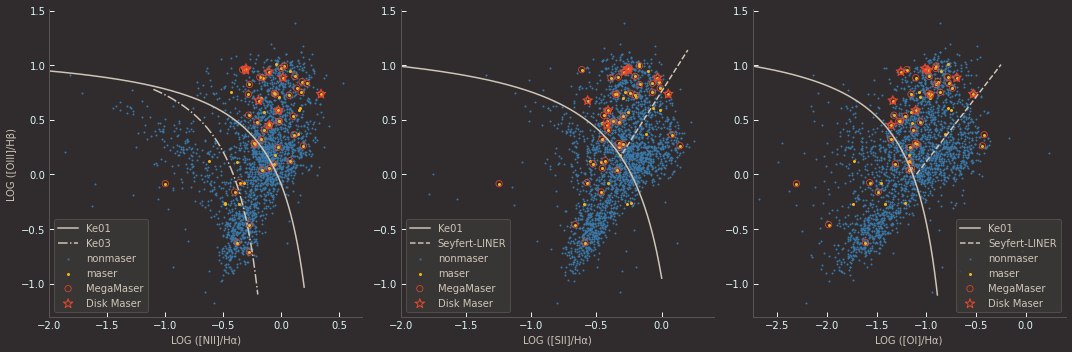 LOG ([OIII]/Hβ)
1.5
1.0
0.5
0.0
−0.5
−1.0
Ke01
Ke03
nonmaser
maser
MegaMaser
Disk Maser
−2.0 −1.5 −1.0 −0.5 0.0 0.5
LOG ([NII]/Hα)
1.5
1.0
0.5
0.0
−0.5
−1.0
Ke01
Seyfert-LINER
nonmaser
maser
MegaMaser
Disk Maser
−2.0 −1.5 −1.0 −0.5 0.0
LOG ([SII]/Hα)
1.5
1.0
0.5
0.0
−0.5
−1.0
Ke01
Seyfert-LINER
nonmaser
maser
MegaMaser
Disk Maser
−2.5 −2.0 −1.5 −1.0 −0.5 0.0
LOG ([OI]/Hα)